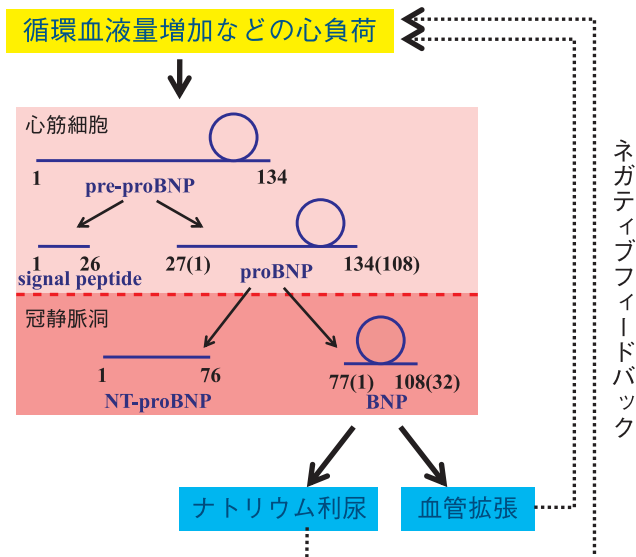 循環血液量増加などの心負荷
心筋細胞
1 134
pre-proBNP
1 26 27(1) 134(108)
signal peptide proBNP
冠静脈洞
1 76 77(1) 108(32)
NT-proBNP BNP
ナトリウム利尿 血管拡張
ネガティブフィードバック